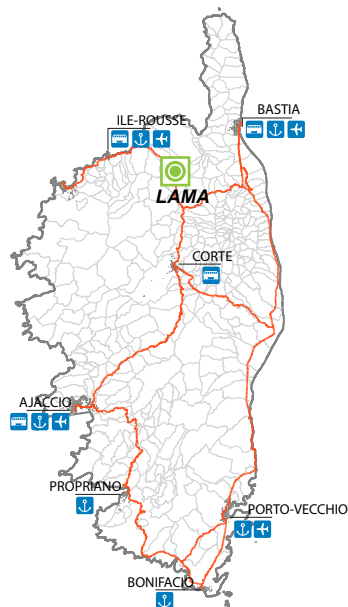 BASTIA
ILE-ROUSSE
LAMA
CORTE
AJACCIO
PROPRIANO
PORTO-VECCHIO
BONIFACIO